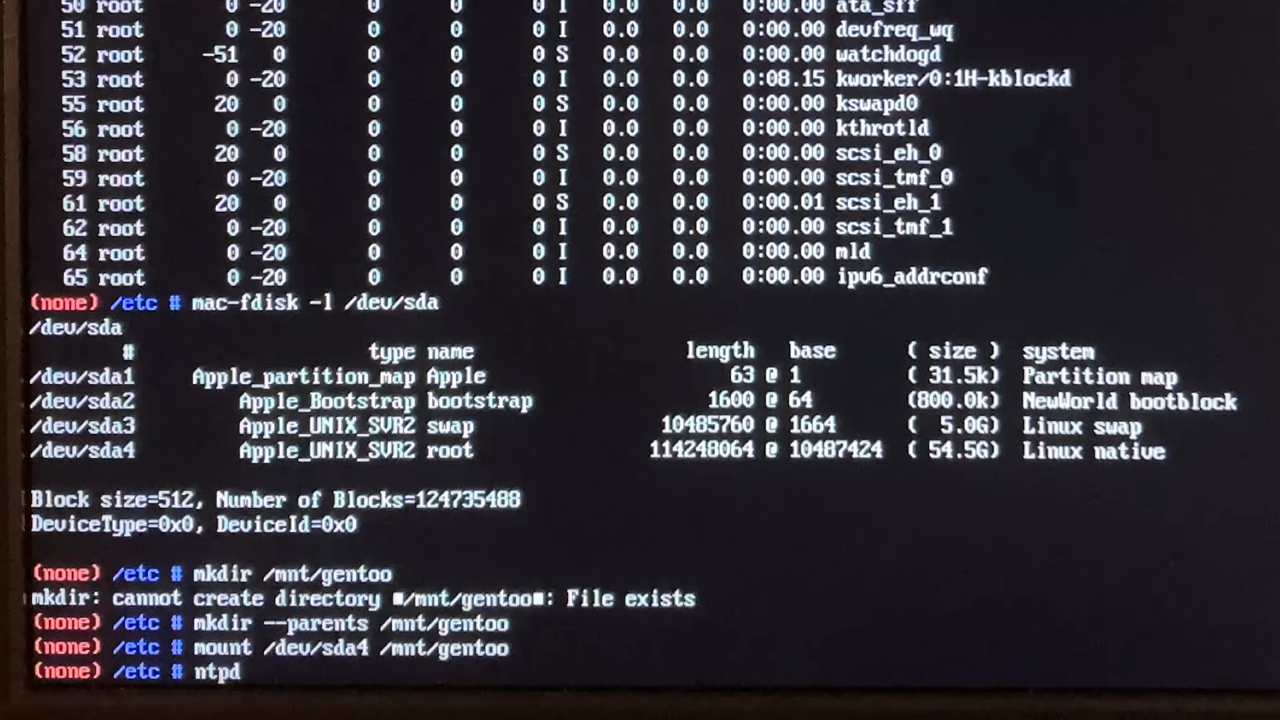 50 root 0 -20 0 0 0 I 0.0 0.0 0:00.00 ata_sff
51 root 0 -20 0 0 0 I 0.0 0.0 0:00.00 devfreq_wq
52 root -51 0 0 0 0 S 0.0 0.0 0:00.00 watchdogd
53 root 0 -20 0 0 0 I 0.0 0.0 0:08.15 kworker/0:1H-kblockd
55 root 20 0 0 0 0 S 0.0 0.0 0:00.00 kswapd0
56 root 0 -20 0 0 0 I 0.0 0.0 0:00.00 kthrotld
58 root 20 0 0 0 0 S 0.0 0.0 0:00.00 scsi_eh_0
59 root 0 -20 0 0 0 I 0.0 0.0 0:00.00 scsi_tmf_0
61 root 20 0 0 0 0 S 0.0 0.0 0:00.01 scsi_eh_1
62 root 0 -20 0 0 0 I 0.0 0.0 0:00.00 scsi_tmf_1
64 root 0 -20 0 0 0 I 0.0 0.0 0:00.00 mld
65 root 0 -20 0 0 0 I 0.0 0.0 0:00.00 ipv6_addrconf
(none) /etc # mac-fdisk -l /dev/sda
/dev/sda
# type name length base ( size ) system
/dev/sda1 Apple_partition_map Apple 63 @ 1 ( 31.5k) Partition map
/dev/sda2 Apple_Bootstrap bootstrap 1600 @ 64 (800.0k) NewWorld bootblock
/dev/sda3 Apple_UNIX_SVR2 swap 10485760 @ 1664 ( 5.0G) Linux swap
/dev/sda4 Apple_UNIX_SVR2 root 114248064 @ 10487424 ( 54.5G) Linux native
Block size=512, Number of Blocks=124735488
DeviceType=0x0, DeviceId=0x0
(none) /etc # mkdir /mnt/gentoo
mkdir: cannot create directory ■/mnt/gentoo■: File exists
(none) /etc # mkdir --parents /mnt/gentoo
(none) /etc # mount /dev/sda4 /mnt/gentoo
(none) /etc # ntpd